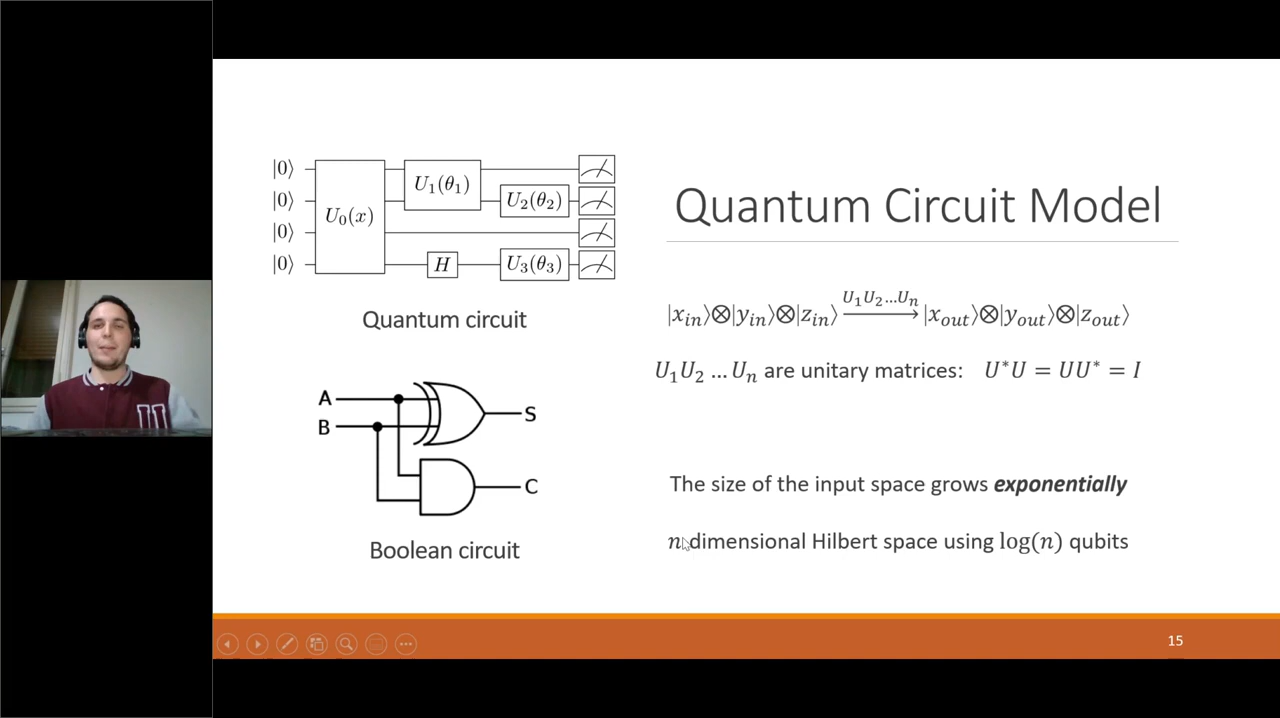 Quantum Circuit Model
|0⟩
|0⟩
|0⟩
|0⟩
U₀(x)
U₁(θ₁)
U₂(θ₂)
H
U₃(θ₃)
Quantum circuit
A
B
S
C
Boolean circuit
|x_in⟩⊗|y_in⟩⊗|z_in⟩ U₁U₂…Uₙ → |x_out⟩⊗|y_out⟩⊗|z_out⟩
U₁U₂ … Uₙ are unitary matrices: U*U = UU* = I
The size of the input space grows exponentially
n dimensional Hilbert space using log(n) qubits
15